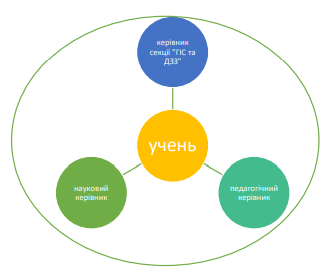 керівник
секції "ГІС та
ДЗЗ"
учень
науковий
керівник
педагогічний
керівник